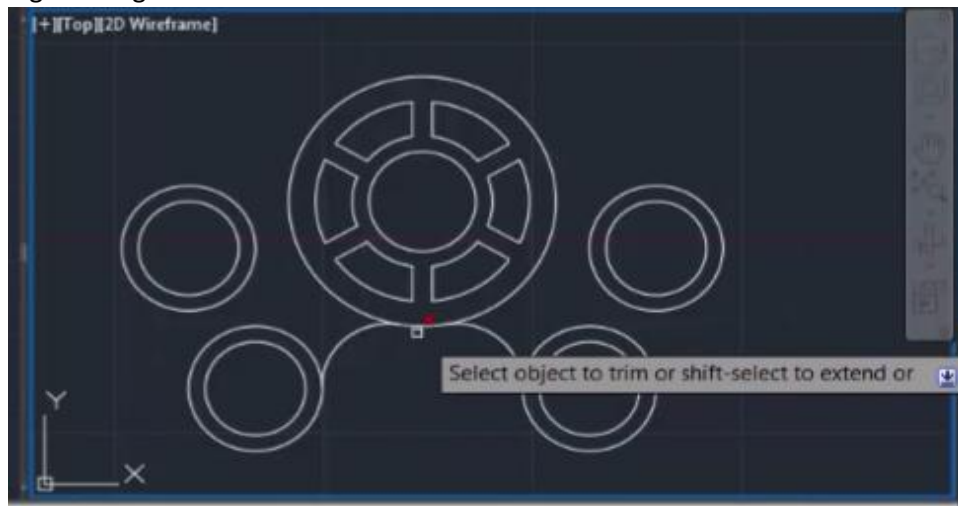 [+][Top][2D Wireframe]
Select object to trim or shift-select to extend or
Y
X